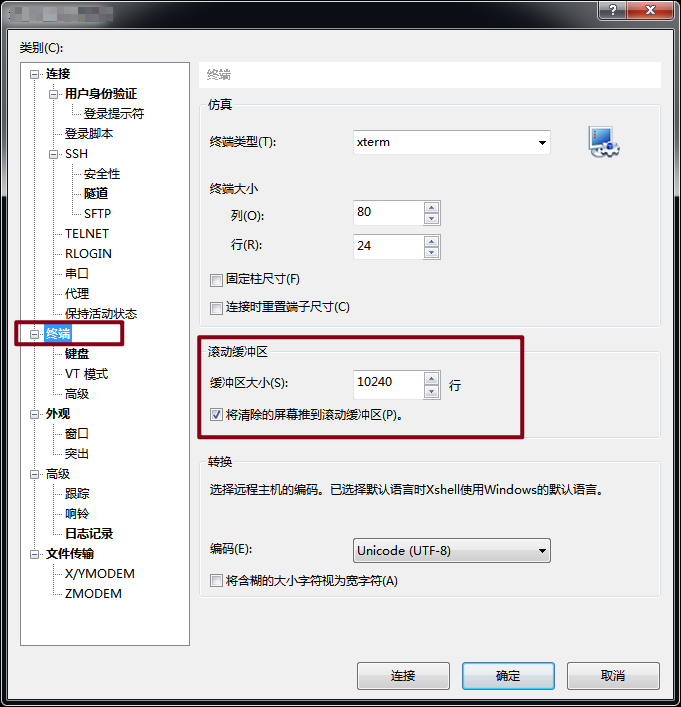 类别(C):
连接
用户身份验证
登录提示符
登录脚本
SSH
安全性
隧道
SFTP
TELNET
RLOGIN
串口
代理
保持活动状态
终端
键盘
VT 模式
高级
外观
窗口
突出
高级
跟踪
响铃
日志记录
文件传输
X/YMODEM
ZMODEM
终端
仿真
终端类型(T): xterm
终端大小
列(O): 80
行(R): 24
固定柱尺寸(F)
连接时重置端子尺寸(C)
滚动缓冲区
缓冲区大小(S): 10240 行
将清除的屏幕推到滚动缓冲区(P)。
转换
选择远程主机的编码。已选择默认语言时Xshell使用Windows的默认语言。
编码(E): Unicode (UTF-8)
将含糊的大小字符视为宽字符(A)
连接 确定 取消